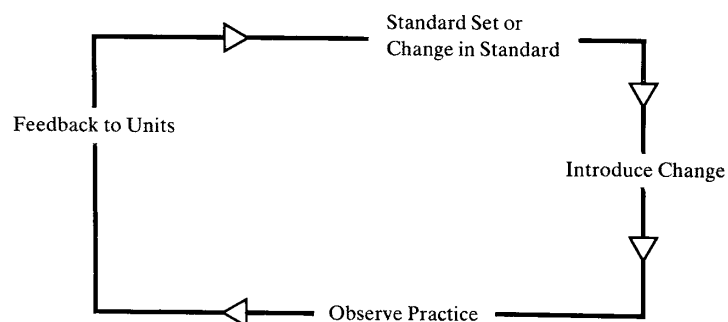 Standard Set or
Change in Standard
Feedback to Units
Introduce Change
Observe Practice